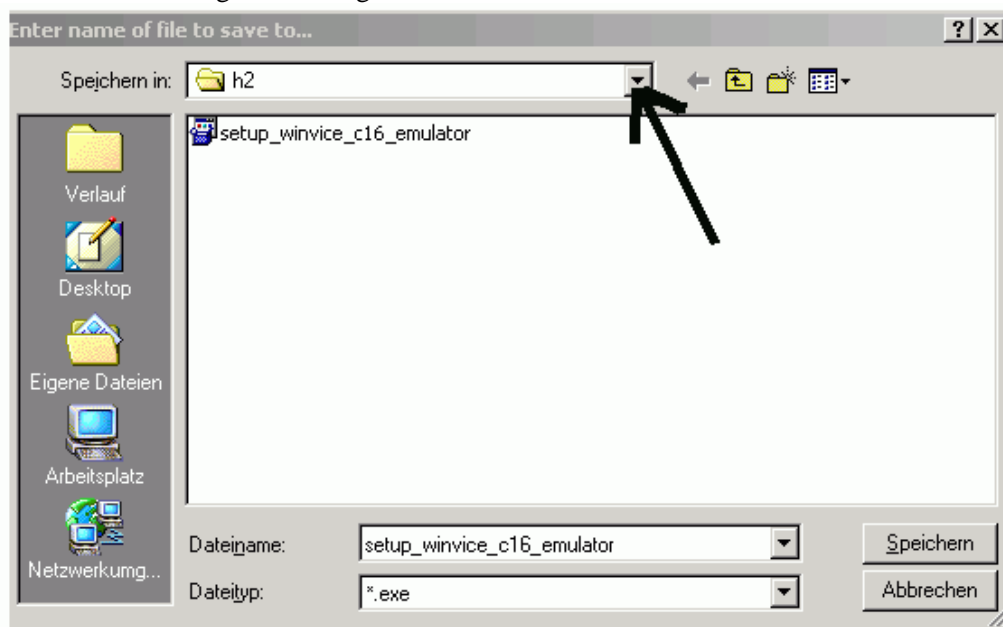 Enter name of file to save to...
Speichern in:
h2
setup_winvice_c16_emulator
Verlauf
Desktop
Eigene Dateien
Arbeitsplatz
Netzwerkumg...
Dateiname:
setup_winvice_c16_emulator
Speichern
Dateityp:
*.exe
Abbrechen